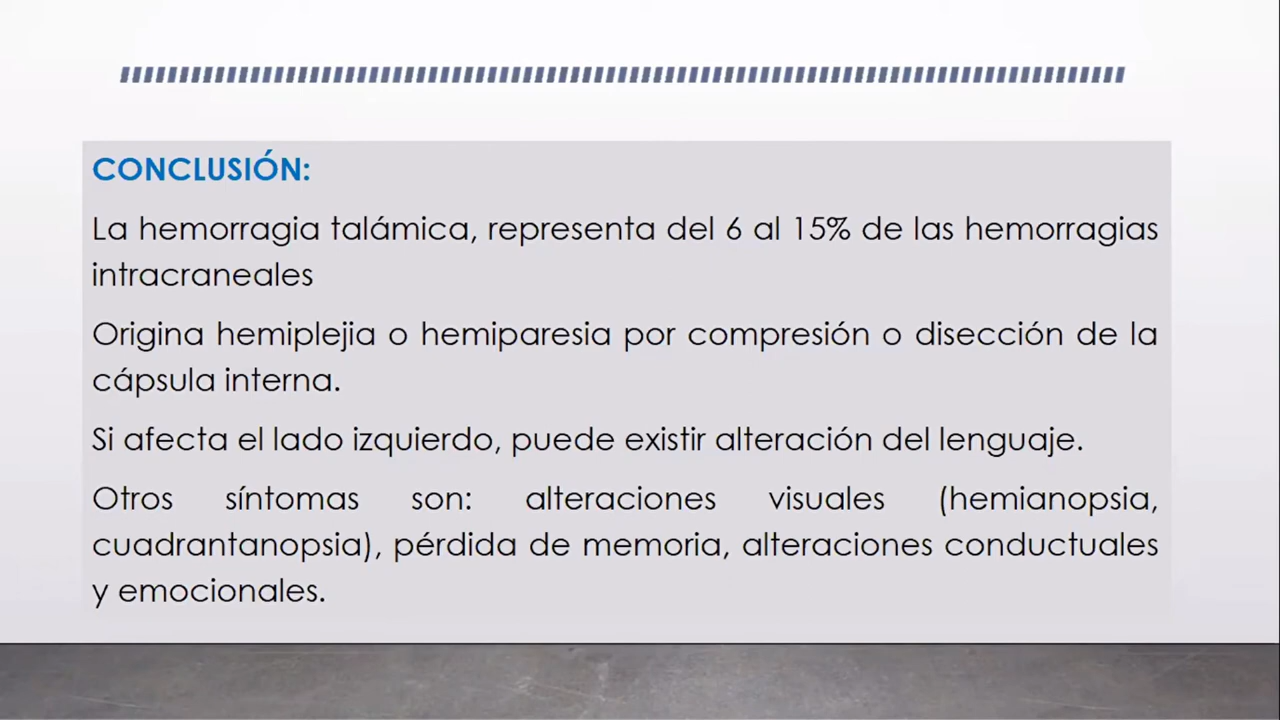 CONCLUSIÓN:
La hemorragia talámica, representa del 6 al 15% de las hemorragias
intracraneales
Origina hemiplejia o hemiparesia por compresión o disección de la
cápsula interna.
Si afecta el lado izquierdo, puede existir alteración del lenguaje.
Otros síntomas son: alteraciones visuales (hemianopsia,
cuadrantanopsia), pérdida de memoria, alteraciones conductuales
y emocionales.